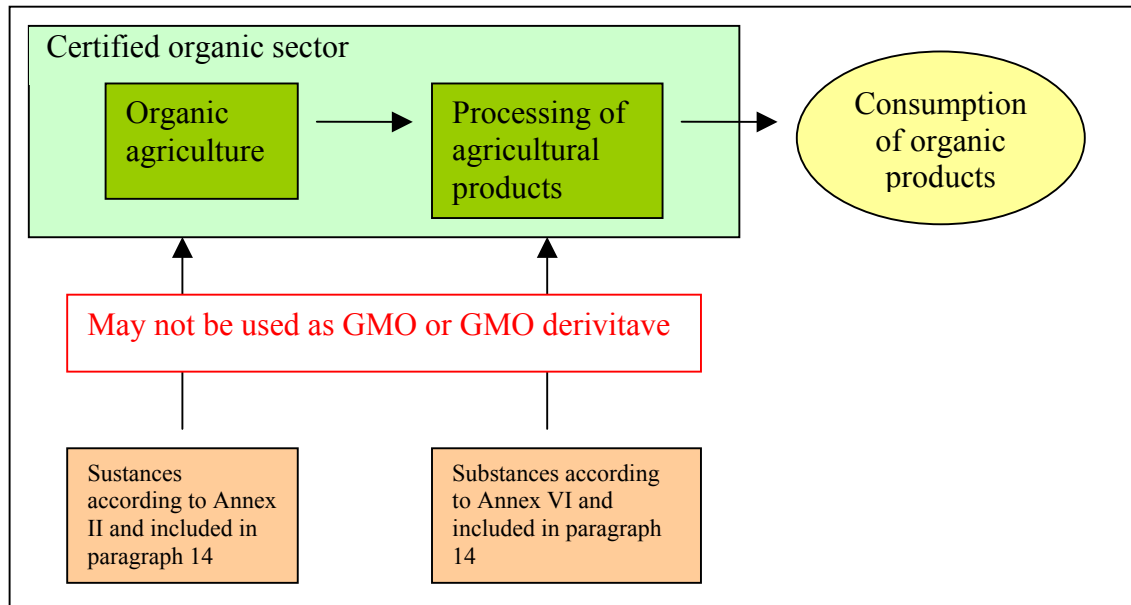 Certified organic sector
Organic
agriculture
Processing of
agricultural
products
Consumption
of organic
products
May not be used as GMO or GMO derivitave
Sustances
according to Annex
II and included in
paragraph 14
Substances according
to Annex VI and
included in paragraph
14